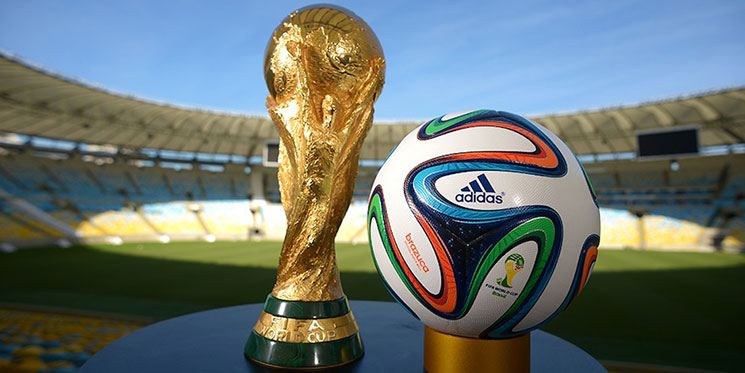 FIFA
WORLD CUP
adidas
brazuca
FIFA WORLD CUP
Brasil